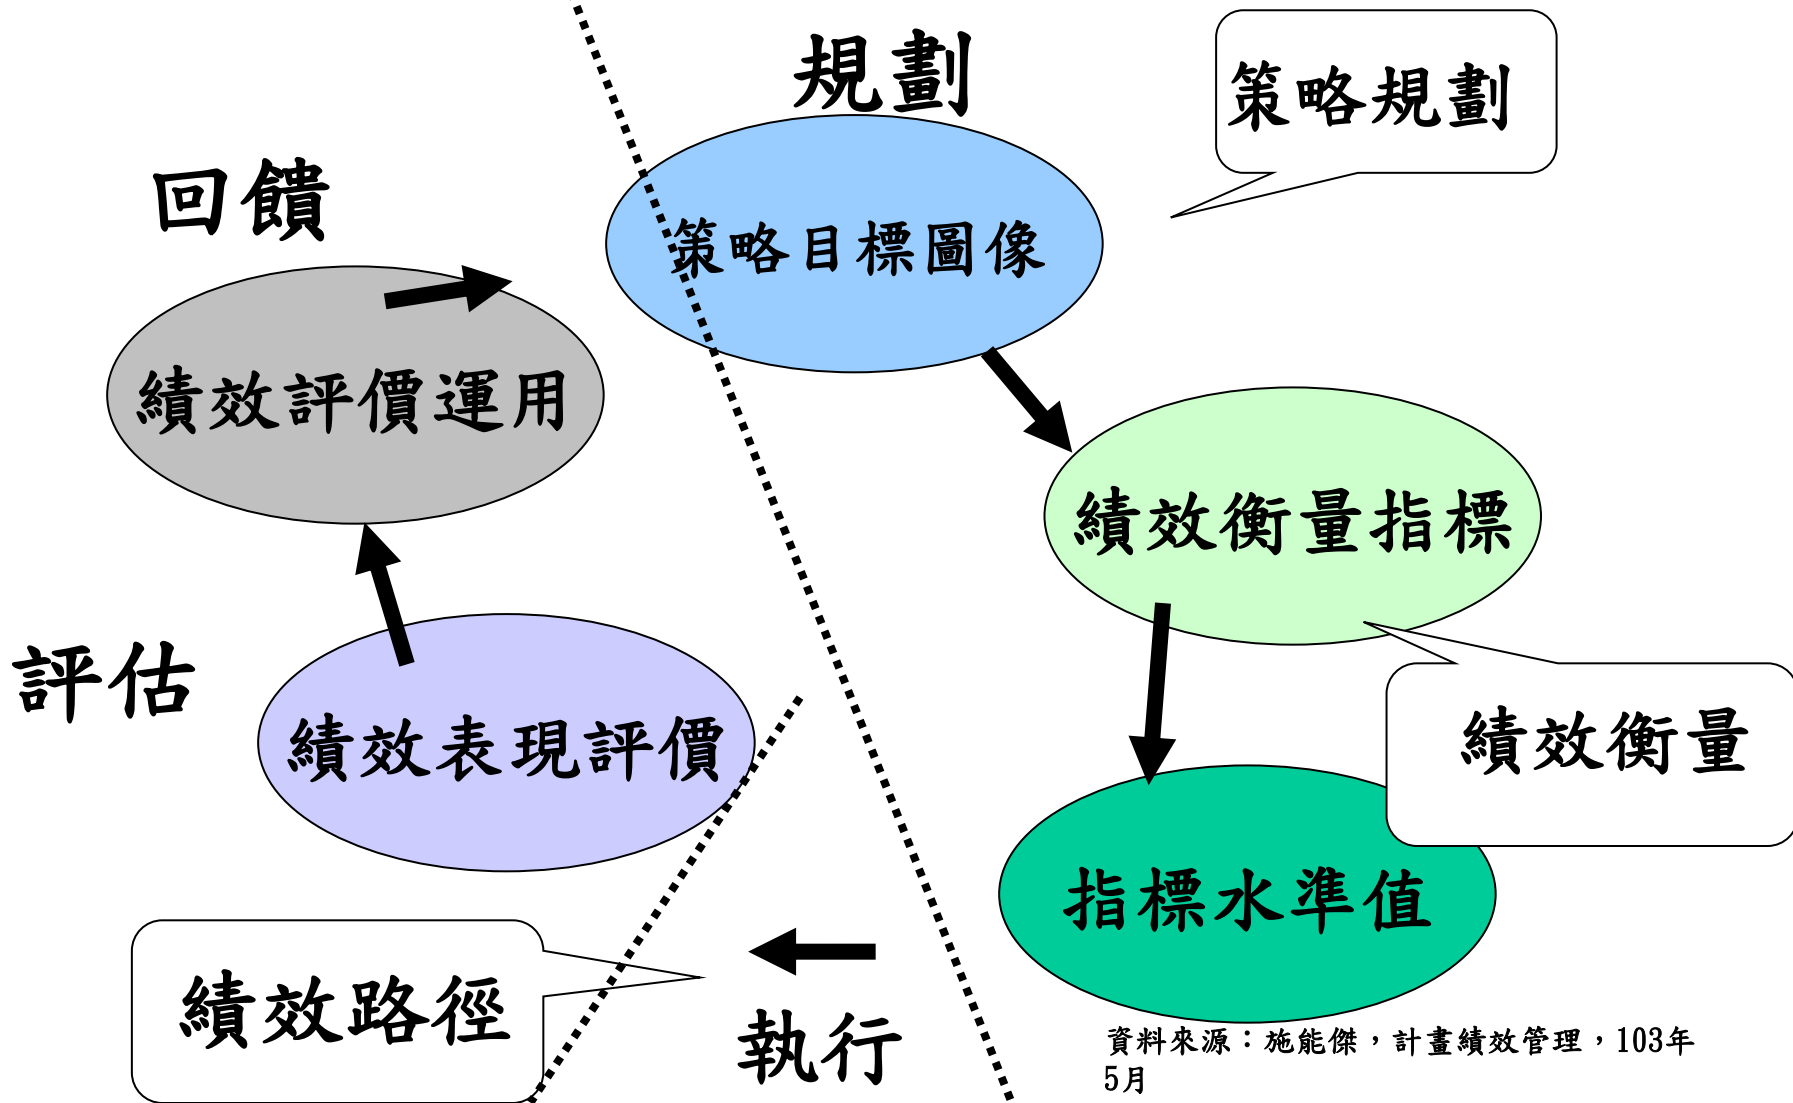 規劃
策略規劃
回饋
策略目標圖像
績效評價運用
績效衡量指標
評估
績效表現評價
績效衡量
指標水準值
績效路徑
執行
資料來源：施能傑，計畫績效管理，103年
5月